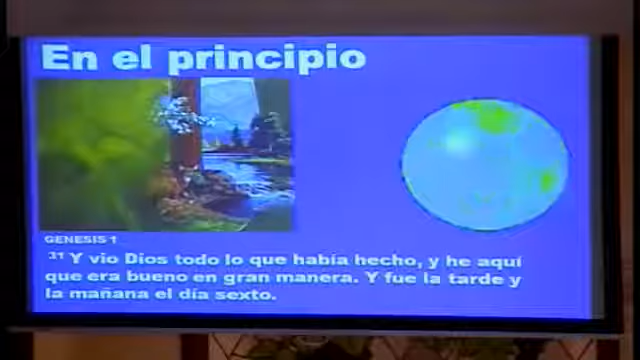 En el principio
GENESIS 1
31 Y vio Dios todo lo que había hecho, y he aquí
que era bueno en gran manera. Y fue la tarde y
la mañana el día sexto.